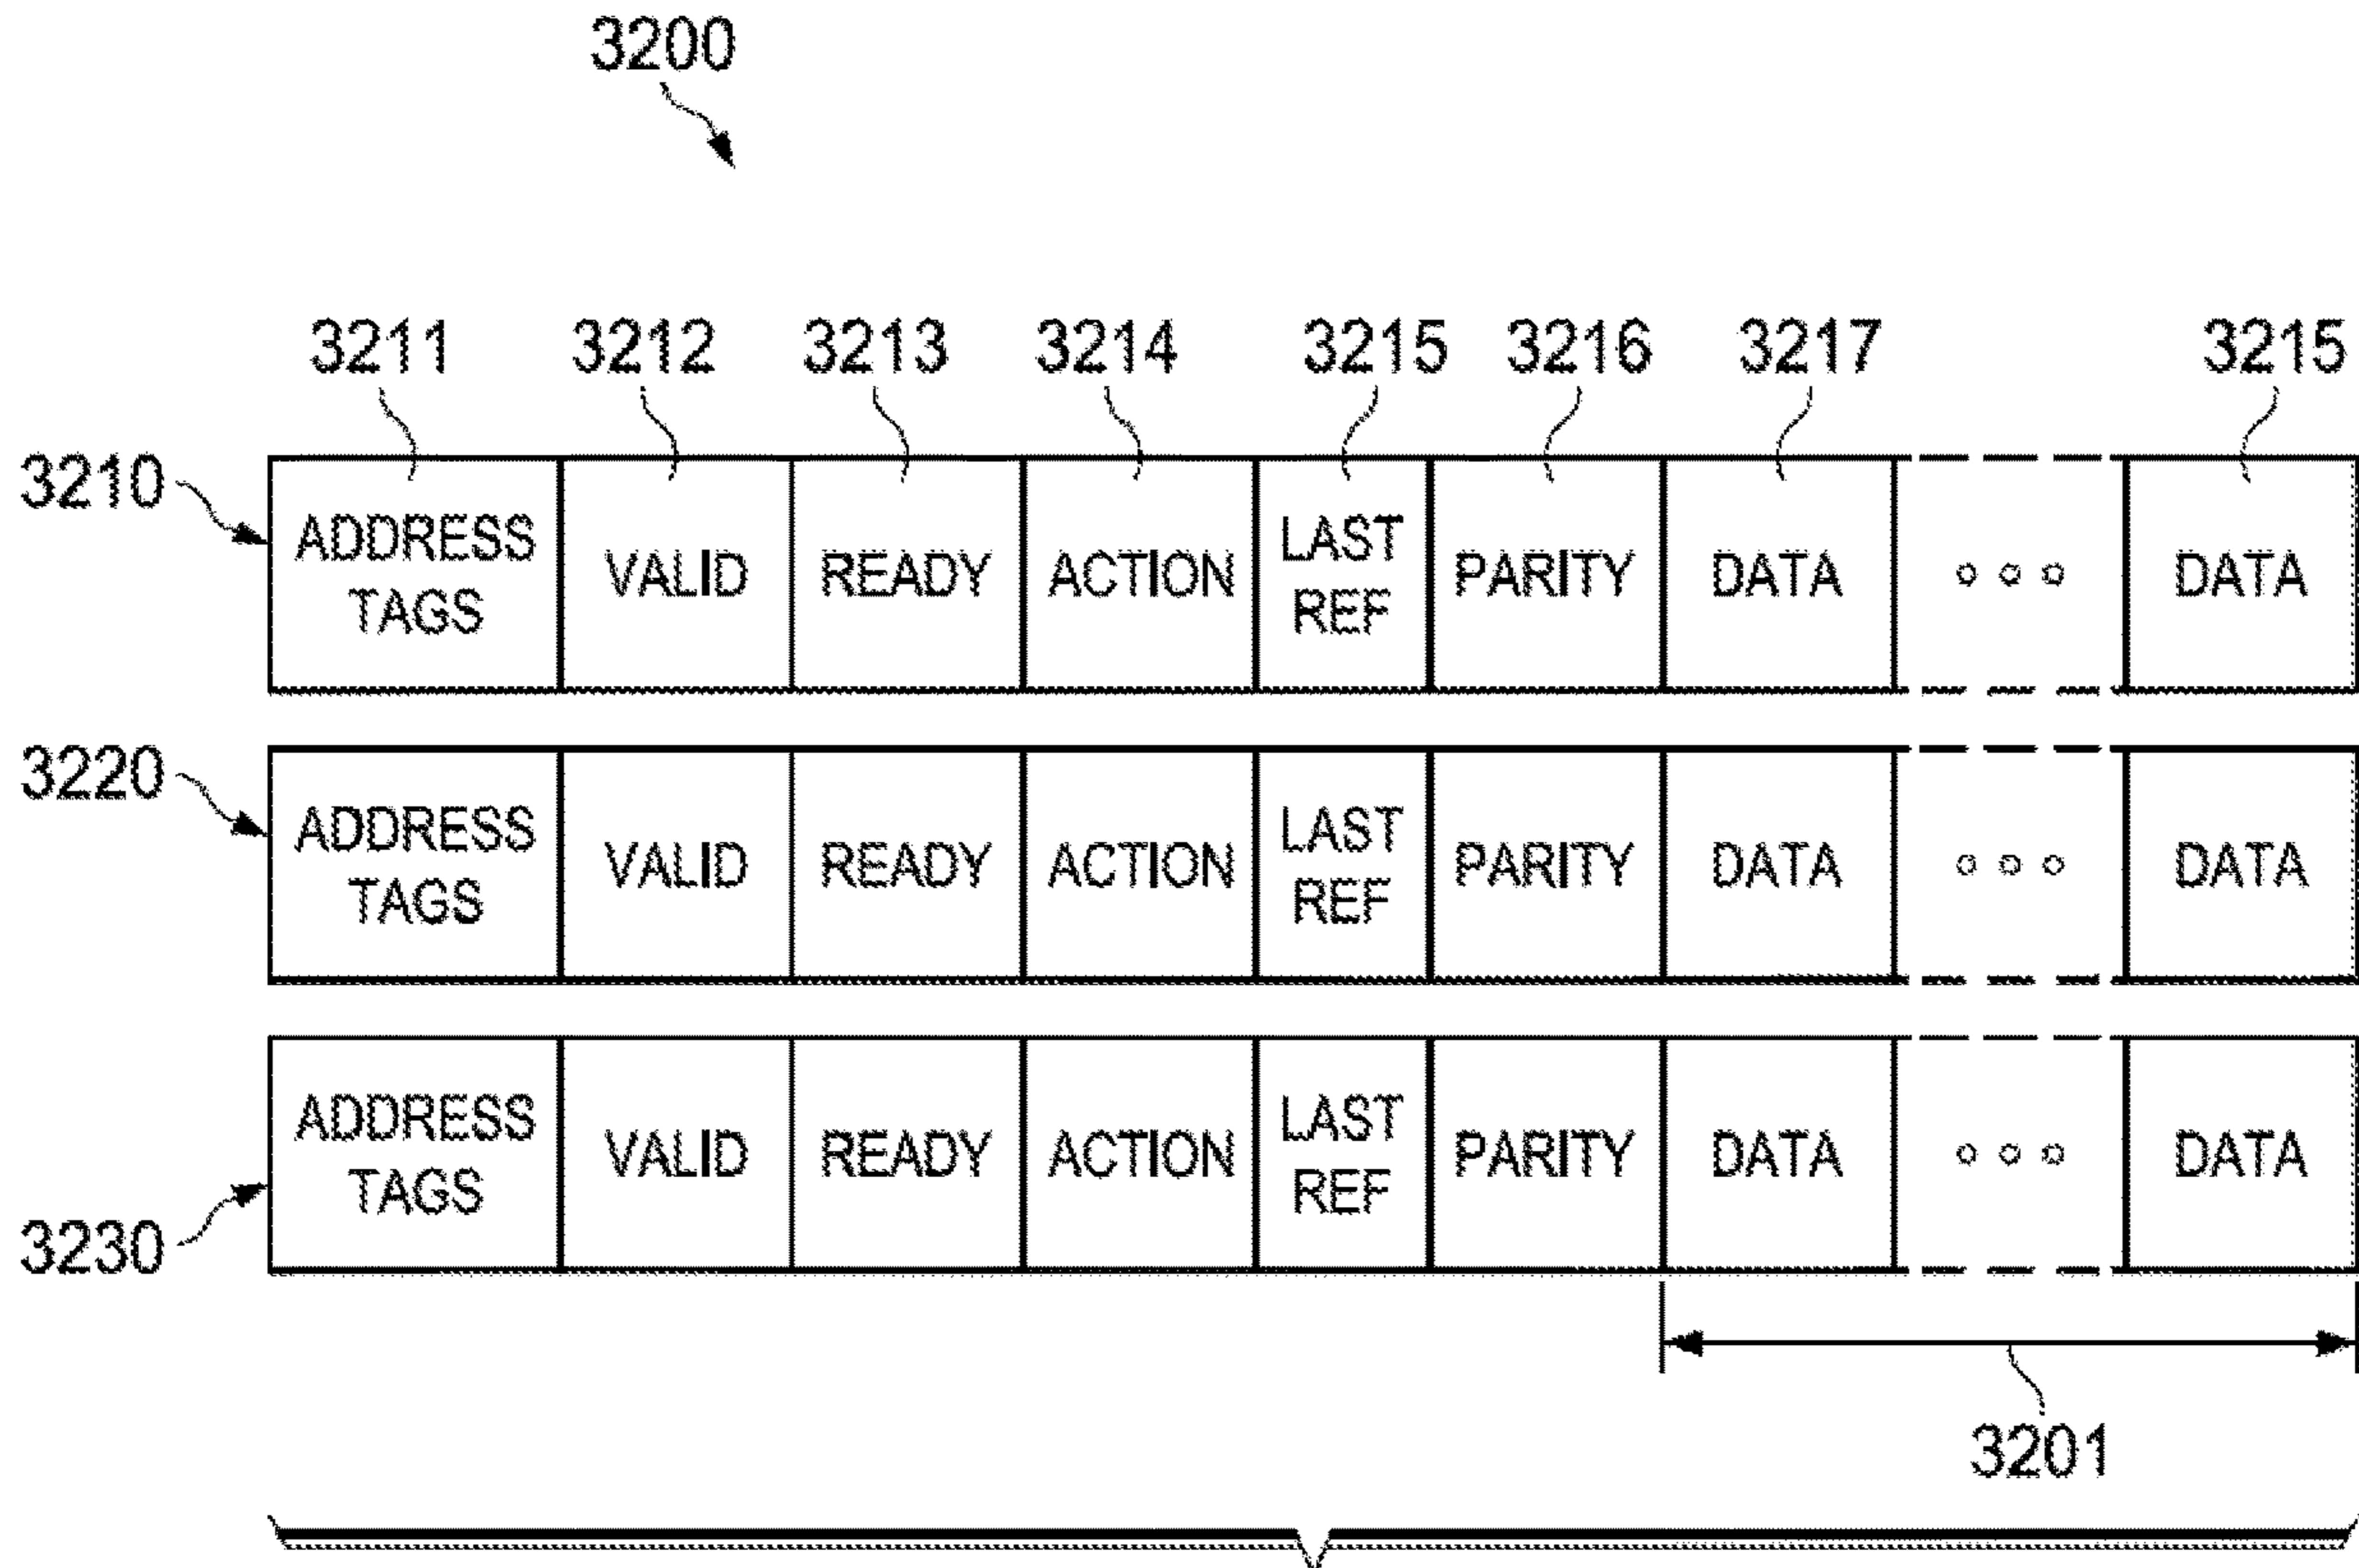 3200
3211 3212 3213 3214 3215 3216 3217 3215
3210
ADDRESS TAGS VALID READY ACTION LAST REF PARITY DATA DATA
3220
ADDRESS TAGS VALID READY ACTION LAST REF PARITY DATA DATA
ADDRESS TAGS VALID READY ACTION LAST REF PARITY DATA DATA
3230
3201